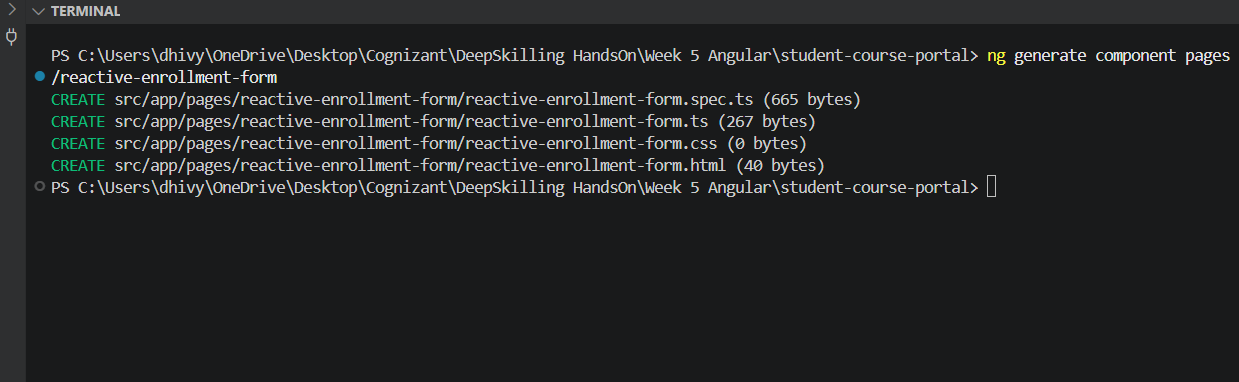 TERMINAL
PS C:\Users\dhivy\OneDrive\Desktop\Cognizant\DeepSkilling HandsOn\Week 5 Angular\student-course-portal> ng generate component pages
/reactive-enrollment-form
CREATE src/app/pages/reactive-enrollment-form/reactive-enrollment-form.spec.ts (665 bytes)
CREATE src/app/pages/reactive-enrollment-form/reactive-enrollment-form.ts (267 bytes)
CREATE src/app/pages/reactive-enrollment-form/reactive-enrollment-form.css (0 bytes)
CREATE src/app/pages/reactive-enrollment-form/reactive-enrollment-form.html (40 bytes)
PS C:\Users\dhivy\OneDrive\Desktop\Cognizant\DeepSkilling HandsOn\Week 5 Angular\student-course-portal>